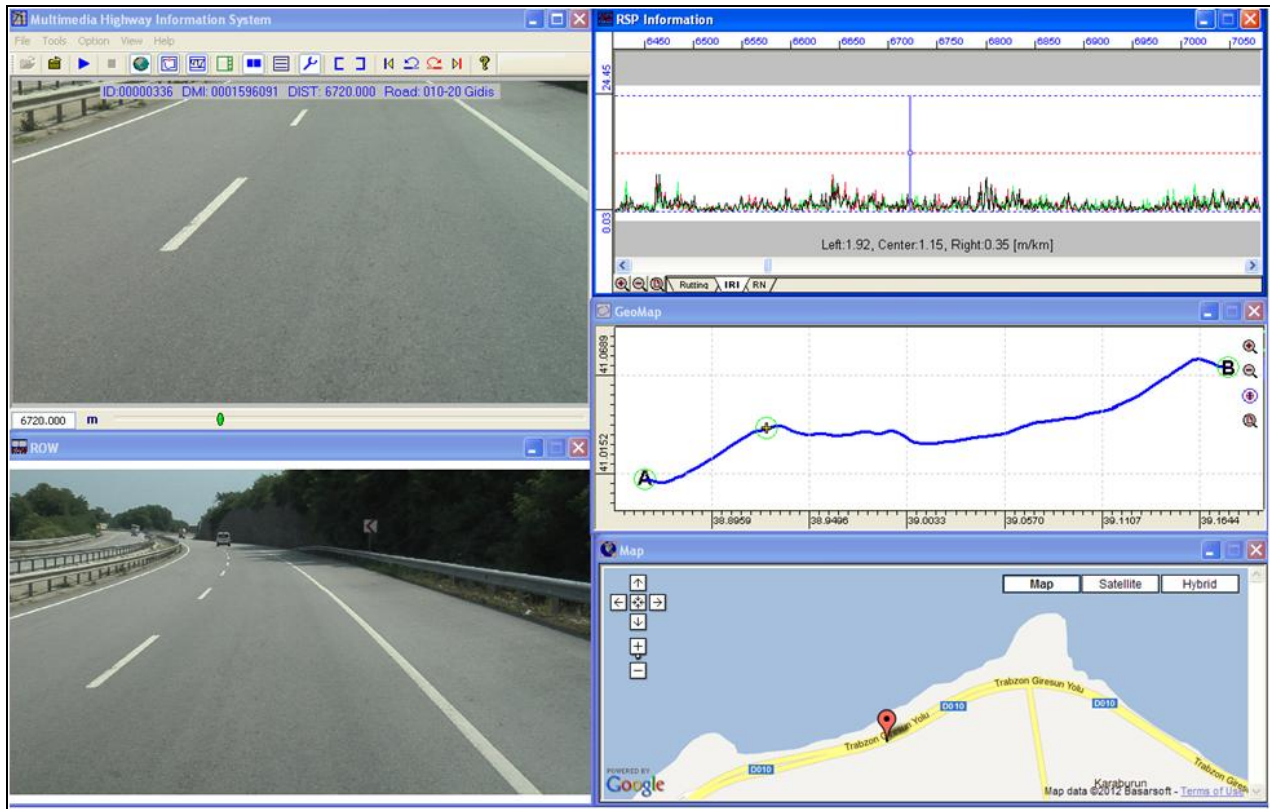 Multimedia Highway Information System
File Tools Option View Help
ID:00000336 DMI: 0001596091 DIST: 6720.000 Road: 010-20 Gidis
6720.000 m
ROW
RSP Information
6450 6500 6550 6600 6650 6700 6750 6800 6850 6900 6950 7000 7050
24.45
0.03
Left:1.92, Center:1.15, Right:0.35 [m/km]
Rutting IRI RN
GeoMap
41.0689
41.0152
A
B
38.8959 38.9496 39.0033 39.0570 39.1107 39.1644
Map
Map Satellite Hybrid
Trabzon Giresun Yolu
D010
D010
Trabzon Giresun Yolu
D010
Trabzon
POWERED BY
Google
Karaburun
Map data ©2012 Basarsoft - Terms of Use